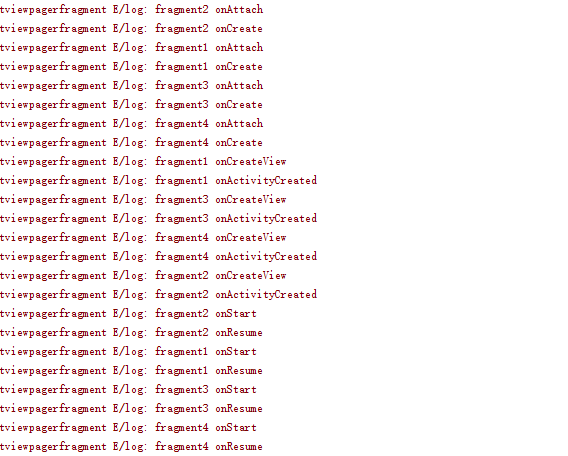 tviewpagerfragment E/log: fragment2 onAttach
tviewpagerfragment E/log: fragment2 onCreate
tviewpagerfragment E/log: fragment1 onAttach
tviewpagerfragment E/log: fragment1 onCreate
tviewpagerfragment E/log: fragment3 onAttach
tviewpagerfragment E/log: fragment3 onCreate
tviewpagerfragment E/log: fragment4 onAttach
tviewpagerfragment E/log: fragment4 onCreate
tviewpagerfragment E/log: fragment1 onCreateView
tviewpagerfragment E/log: fragment1 onActivityCreated
tviewpagerfragment E/log: fragment3 onCreateView
tviewpagerfragment E/log: fragment3 onActivityCreated
tviewpagerfragment E/log: fragment4 onCreateView
tviewpagerfragment E/log: fragment4 onActivityCreated
tviewpagerfragment E/log: fragment2 onCreateView
tviewpagerfragment E/log: fragment2 onActivityCreated
tviewpagerfragment E/log: fragment2 onStart
tviewpagerfragment E/log: fragment2 onResume
tviewpagerfragment E/log: fragment1 onStart
tviewpagerfragment E/log: fragment1 onResume
tviewpagerfragment E/log: fragment3 onStart
tviewpagerfragment E/log: fragment3 onResume
tviewpagerfragment E/log: fragment4 onStart
tviewpagerfragment E/log: fragment4 onResume